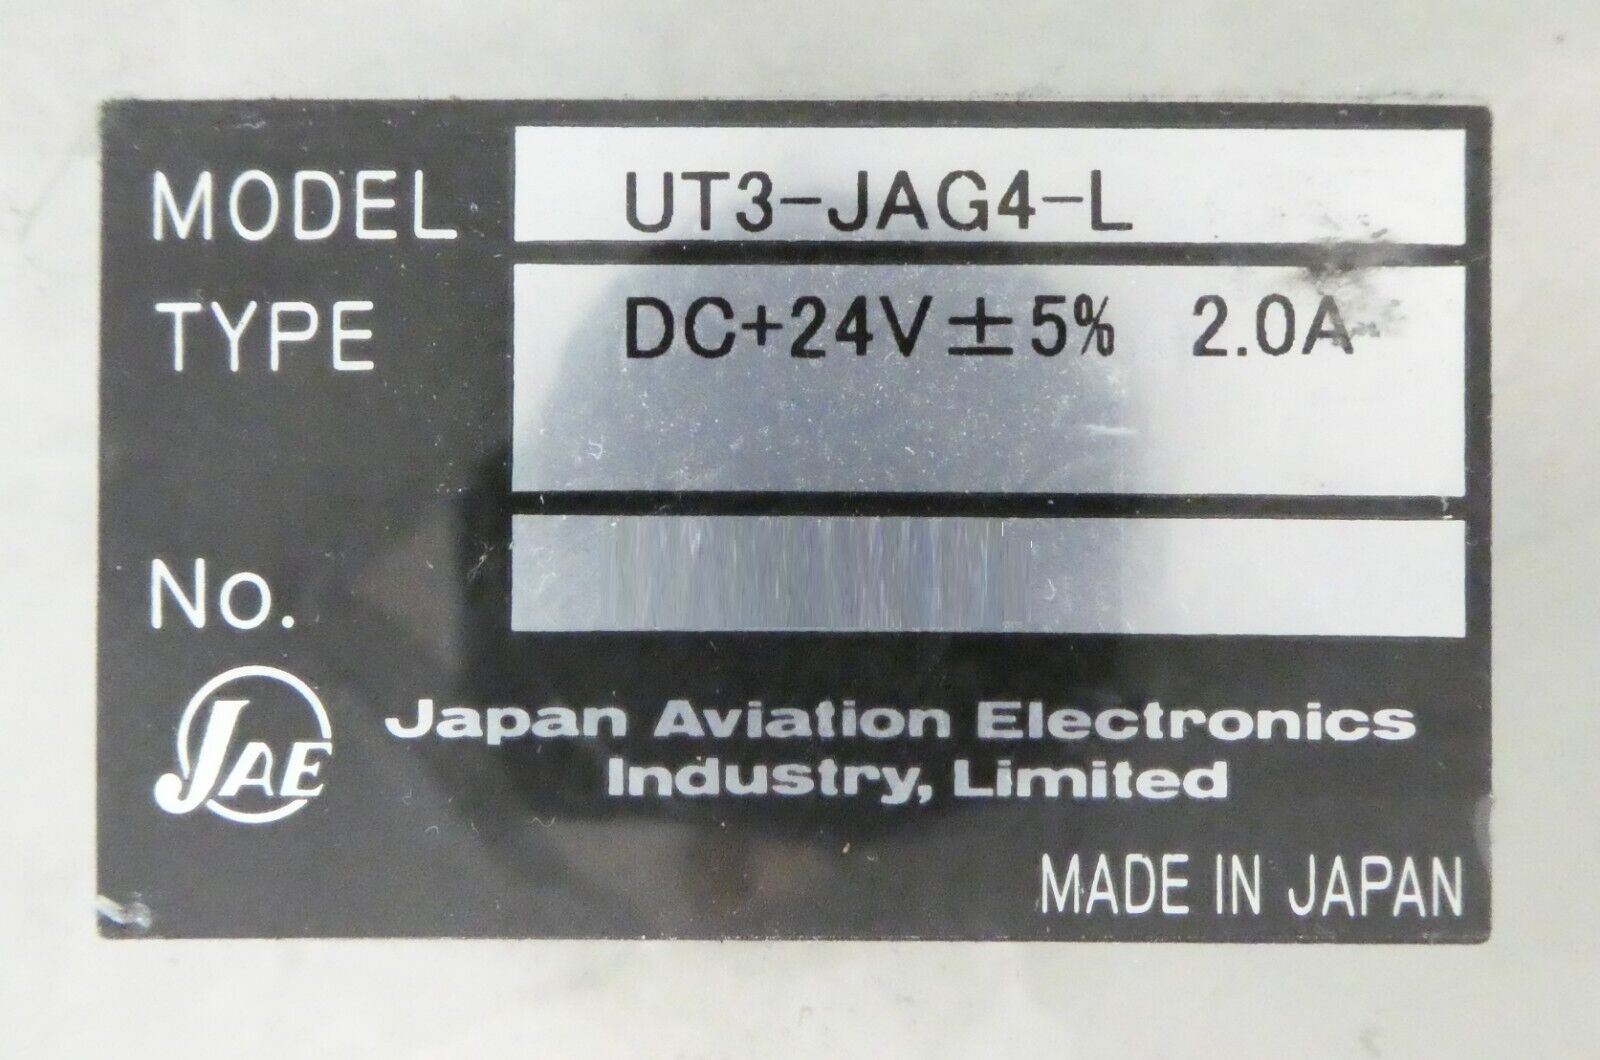 MODEL UT3-JAG4-L
TYPE DC+24V±5% 2.0A
No.
JAE Japan Aviation Electronics
Industry, Limited
MADE IN JAPAN